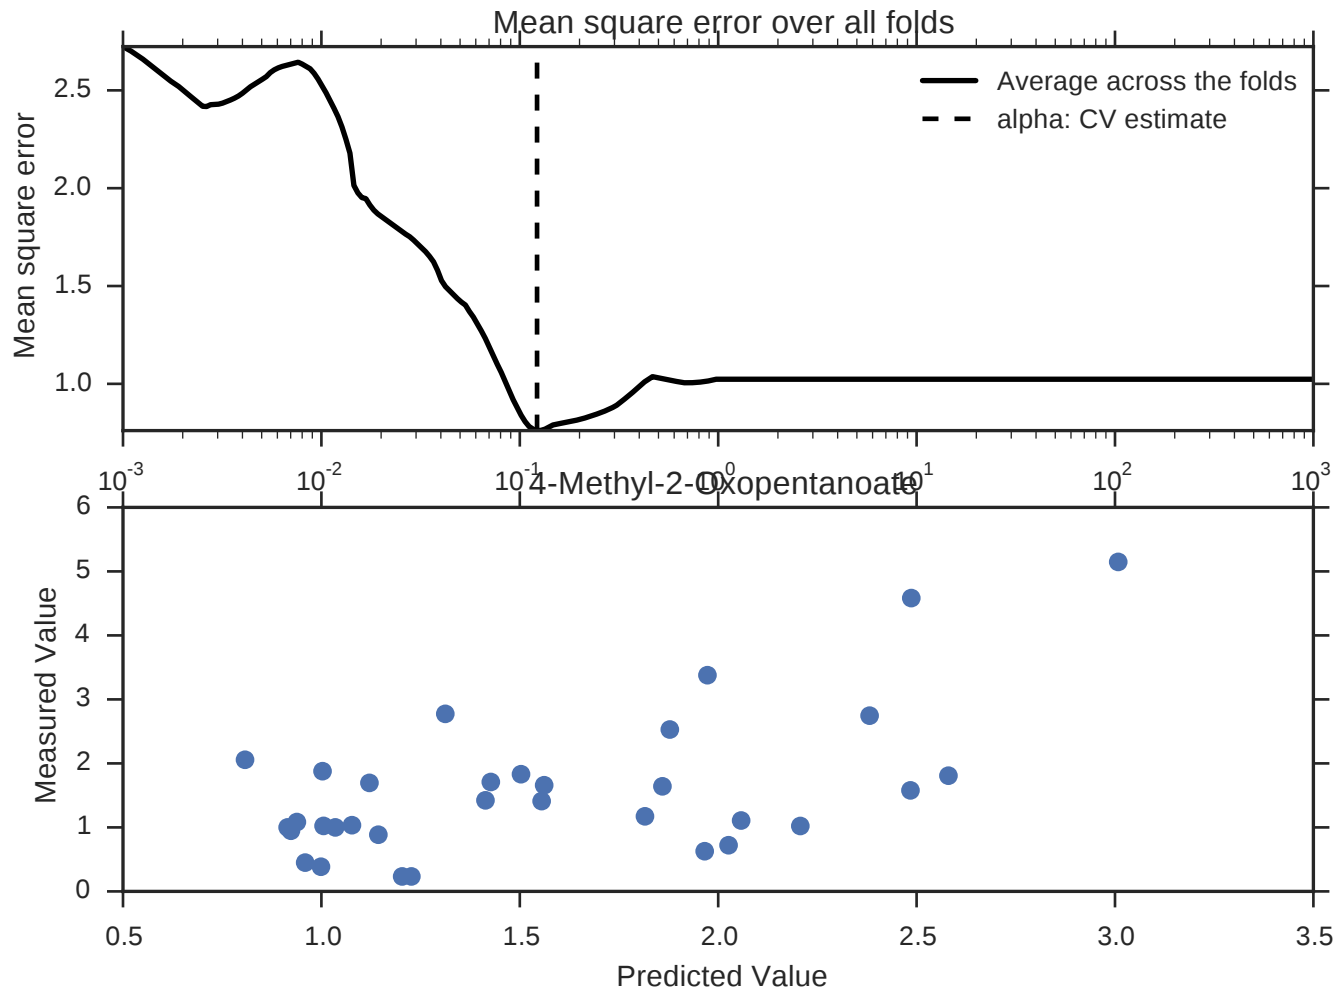 Mean square error over all folds
Mean square error
2.5
2.0
1.5
1.0
Average across the folds
alpha: CV estimate
10^-3 10^-2 10^-1 10^0 10^1 10^2 10^3
4-Methyl-2-Oxopentanoate
Measured Value
6
5
4
3
2
1
0
0.5 1.0 1.5 2.0 2.5 3.0 3.5
Predicted Value